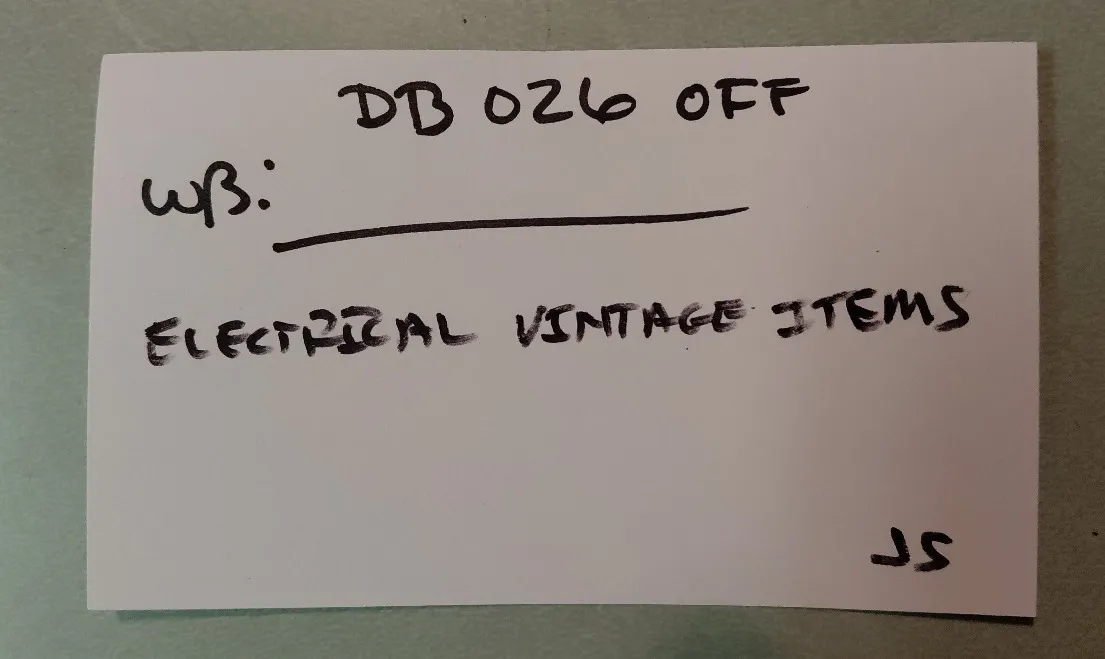 DB 026 OFF
WB:
ELECTRICAL VINTAGE ITEMS
JS